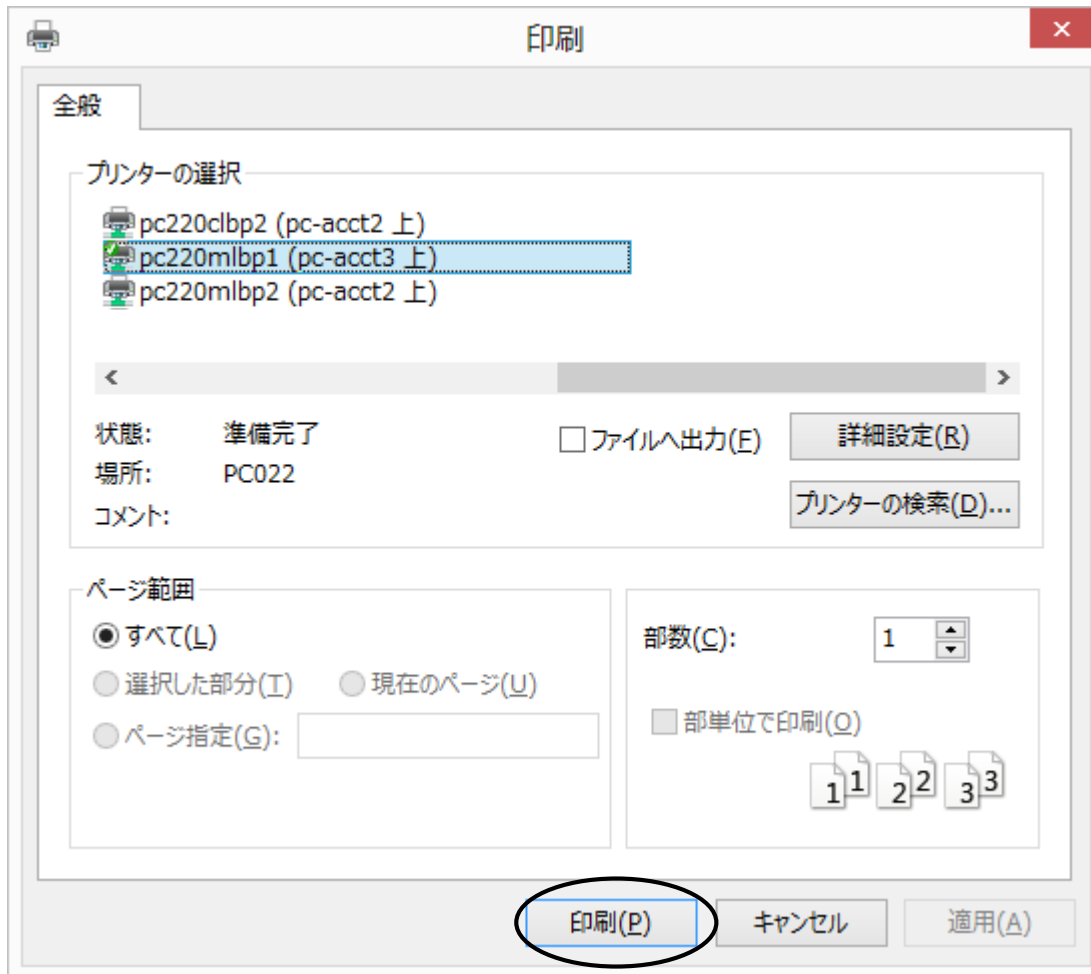 印刷
全般
プリンターの選択
pc220clbp2 (pc-acct2 上)
pc220mlbp1 (pc-acct3 上)
pc220mlbp2 (pc-acct2 上)
状態: 準備完了
ファイルへ出力(F)
詳細設定(R)
場所: PC022
コメント:
プリンターの検索(D)...
ページ範囲
すべて(L)
選択した部分(T) 現在のページ(U)
ページ指定(G):
部数(C): 1
部単位で印刷(O)
1 1 2 2 3 3
印刷(P) キャンセル 適用(A)